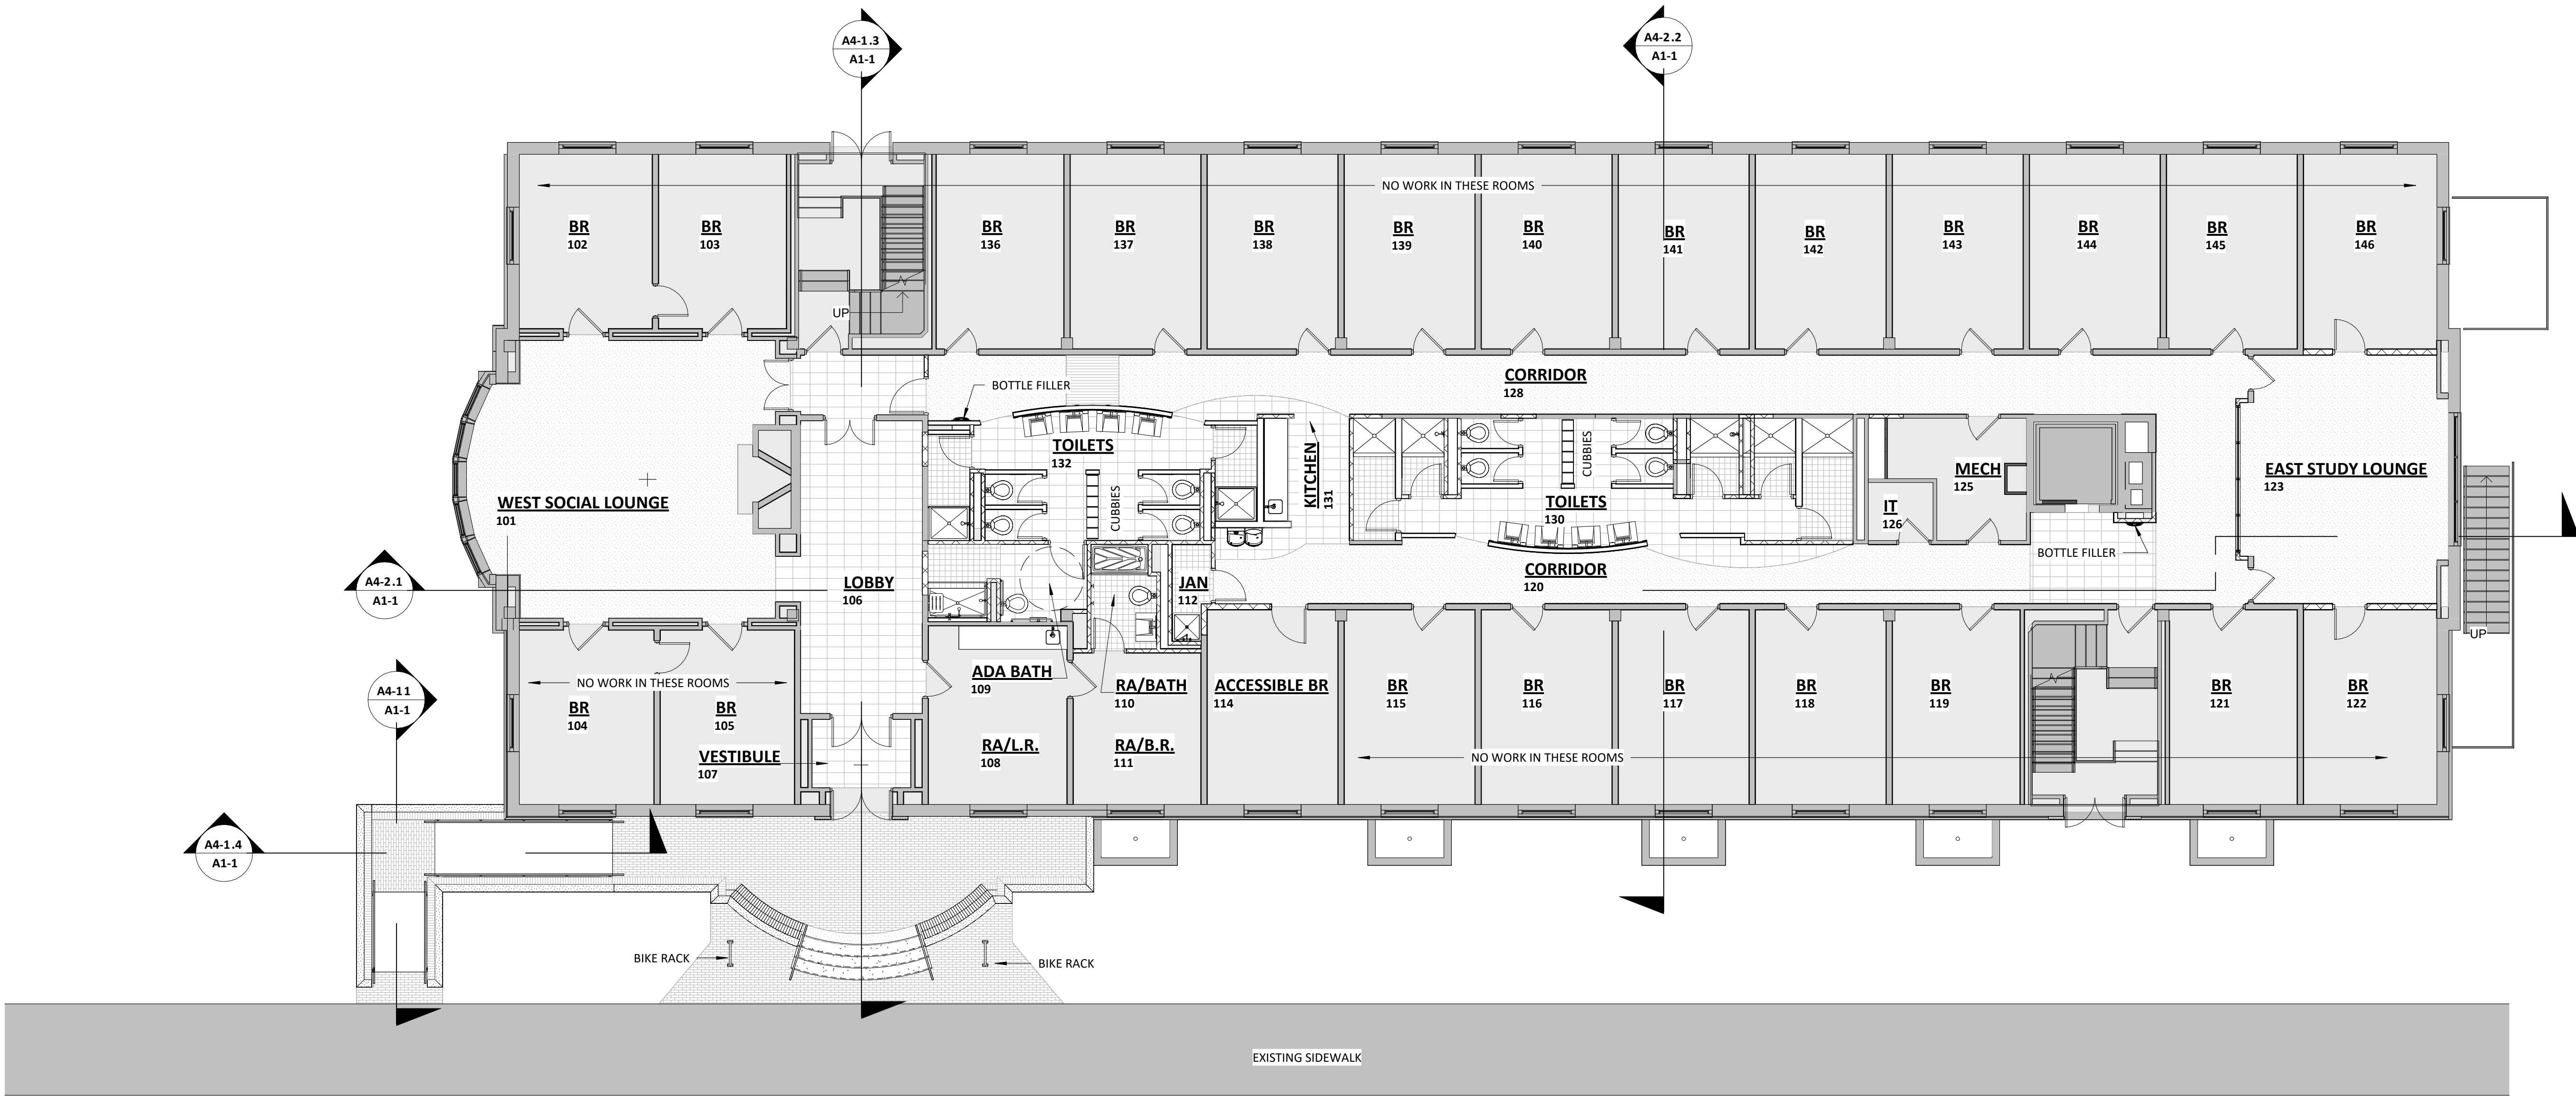 A4-1.3
A1-1
A4-2.2
A1-1
NO WORK IN THESE ROOMS
BR
102
BR
103
BR
136
BR
137
BR
138
BR
139
BR
140
BR
141
BR
142
BR
143
BR
144
BR
145
BR
146
UP
BOTTLE FILLER
CORRIDOR
128
TOILETS
132
CUBBIES
KITCHEN
131
CUBBIES
TOILETS
130
MECH
125
IT
126
EAST STUDY LOUNGE
123
WEST SOCIAL LOUNGE
101
BOTTLE FILLER
A4-2.1
A1-1
LOBBY
106
JAN
112
CORRIDOR
120
UP
A4-11
A1-1
NO WORK IN THESE ROOMS
BR
104
BR
105
VESTIBULE
107
ADA BATH
109
RA/BATH
110
ACCESSIBLE BR
114
BR
115
BR
116
BR
117
BR
118
BR
119
BR
121
BR
122
RA/L.R.
108
RA/B.R.
111
NO WORK IN THESE ROOMS
A4-1.4
A1-1
BIKE RACK
BIKE RACK
EXISTING SIDEWALK